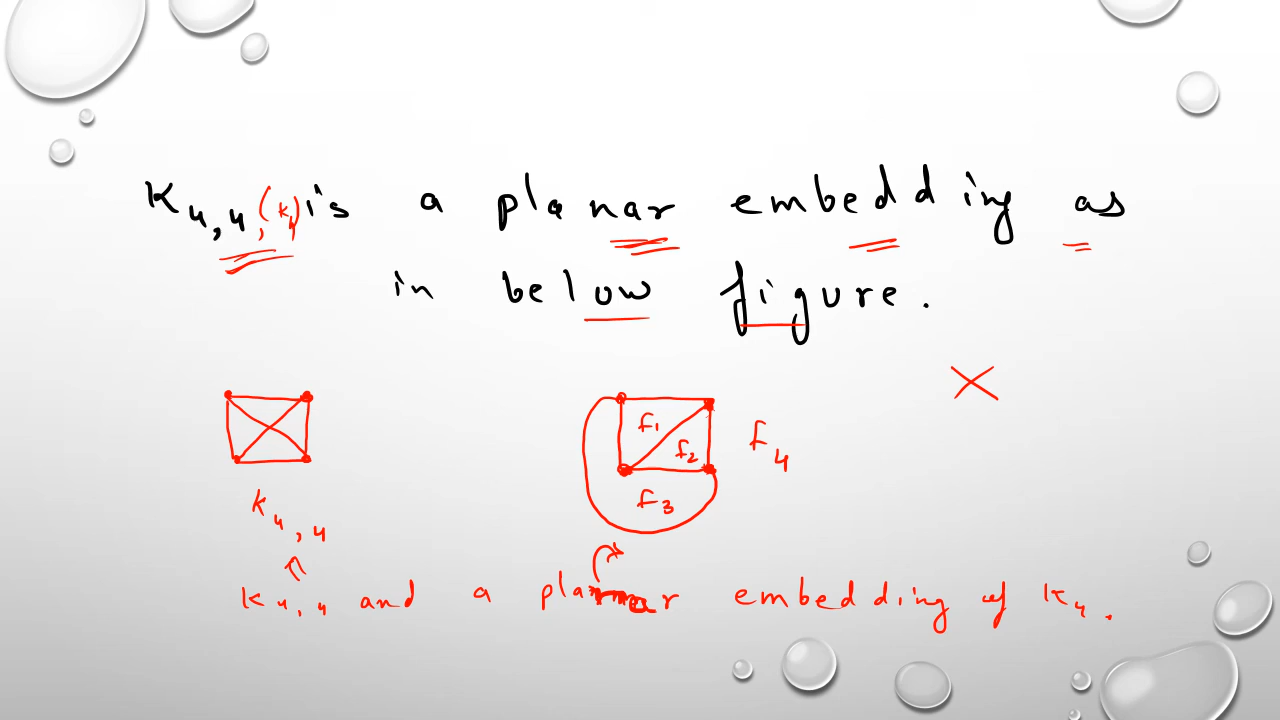 K4,4,(K4) is a planar embedding as
in below figure.
f1
f2
f4
f3
K4,4
K4,4 and a planar embedding of K4.